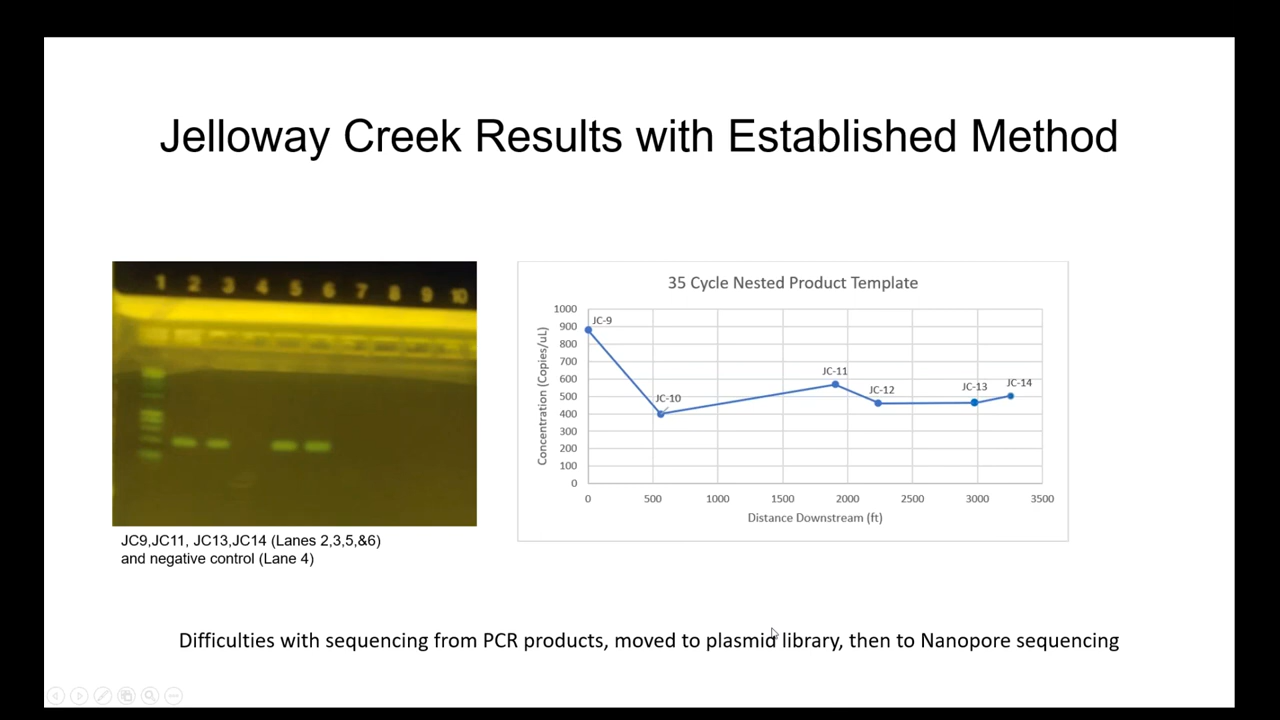 Jelloway Creek Results with Established Method
1 2 3 4 5 6 7 8 9 10
JC9,JC11, JC13,JC14 (Lanes 2,3,5,&6)
and negative control (Lane 4)
35 Cycle Nested Product Template
Concentration (Copies/uL)
1000
900
800
700
600
500
400
300
200
100
0
JC-9
JC-10
JC-11
JC-12
JC-13
JC-14
0 500 1000 1500 2000 2500 3000 3500
Distance Downstream (ft)
Difficulties with sequencing from PCR products, moved to plasmid library, then to Nanopore sequencing